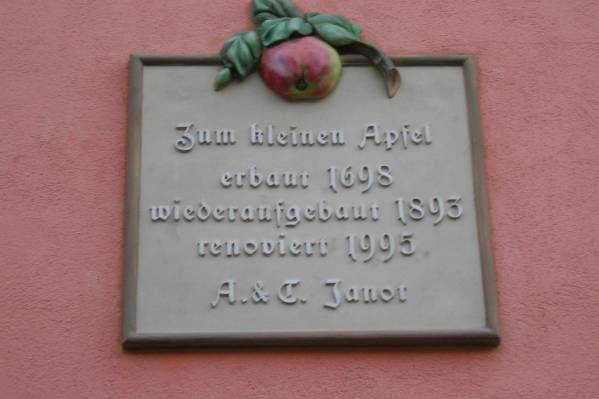 Zum kleinen Apfel
erbaut 1698
wiederaufgebaut 1893
renoviert 1995
A. & C. Janot